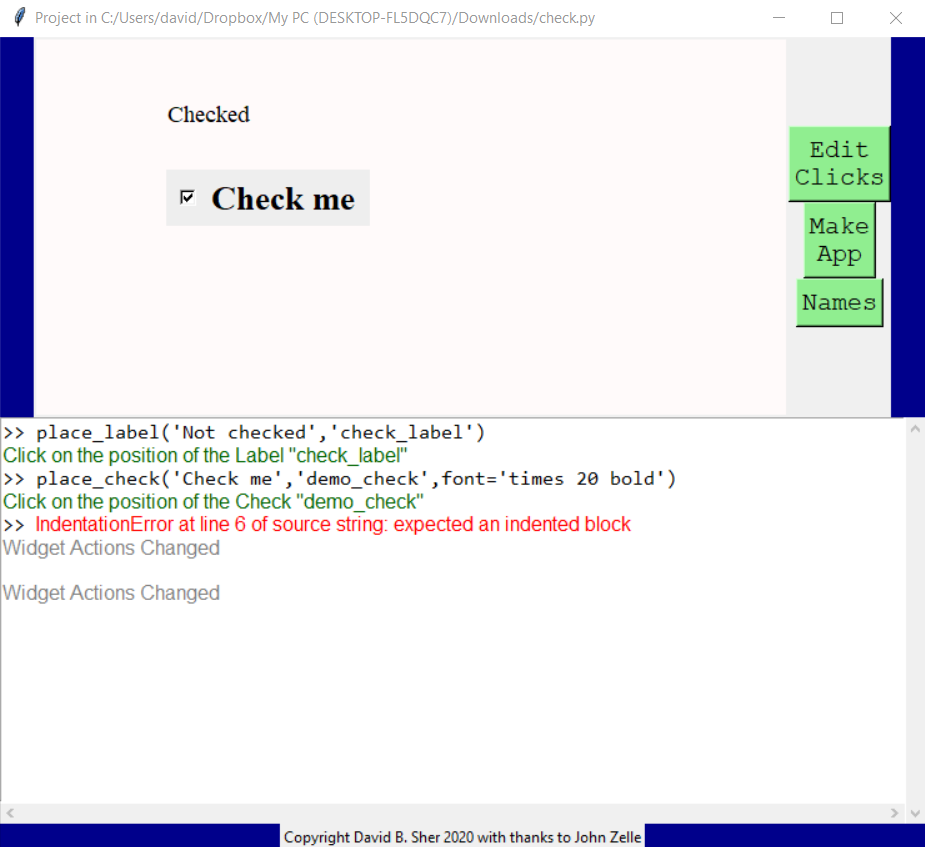 Project in C:/Users/david/Dropbox/My PC (DESKTOP-FL5DQC7)/Downloads/check.py
Checked
Check me
Edit
Clicks
Make
App
Names
>> place_label('Not checked','check_label')
Click on the position of the Label "check_label"
>> place_check('Check me','demo_check',font='times 20 bold')
Click on the position of the Check "demo_check"
>> IndentationError at line 6 of source string: expected an indented block
Widget Actions Changed
Widget Actions Changed
Copyright David B. Sher 2020 with thanks to John Zelle